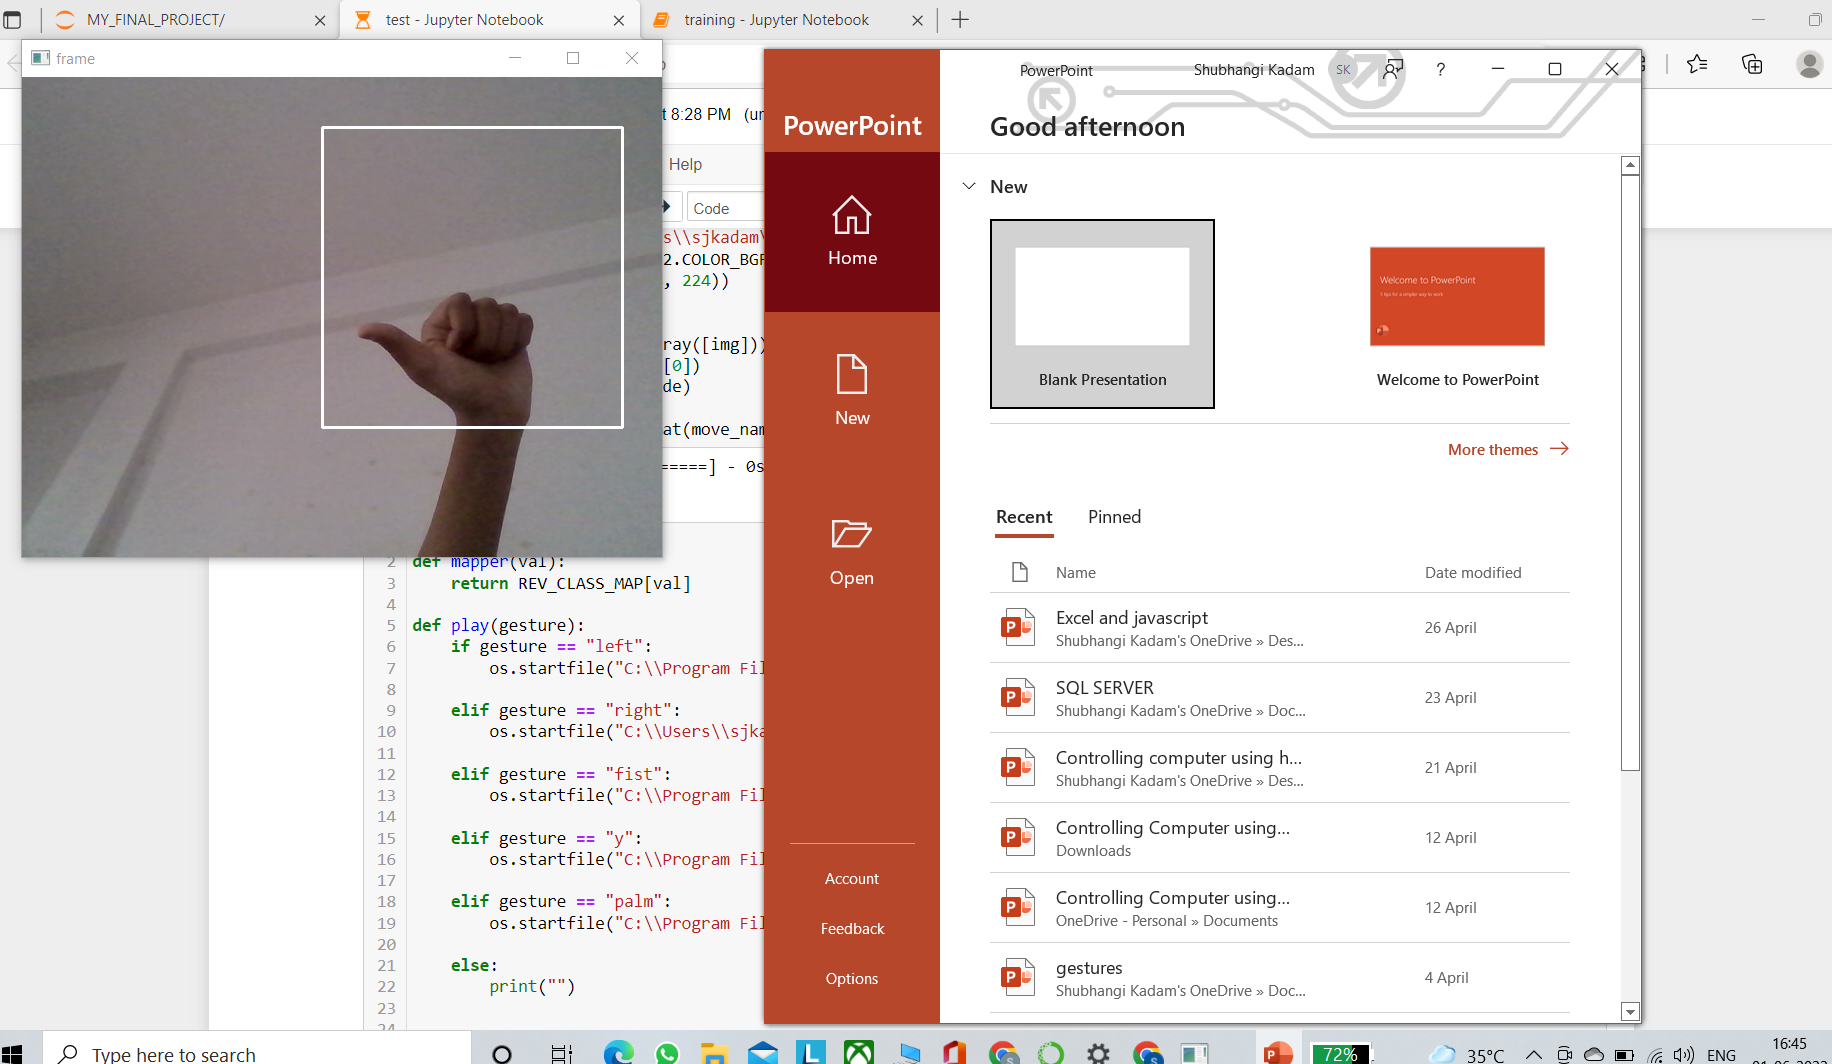 MY_FINAL_PROJECT/
test - Jupyter Notebook
training - Jupyter Notebook
frame
t 8:28 PM
Help
Code
s\\sjkadam\
2.COLOR_BGR
, 224))
ray([img]))
[0])
de)
at(move_nam
=====] - 0s
2 def mapper(val):
3 return REV_CLASS_MAP[val]
4
5 def play(gesture):
6 if gesture == "left":
7 os.startfile("C:\\Program Fil
8
9 elif gesture == "right":
10 os.startfile("C:\\Users\\sjka
11
12 elif gesture == "fist":
13 os.startfile("C:\\Program Fil
14
15 elif gesture == "y":
16 os.startfile("C:\\Program Fil
17
18 elif gesture == "palm":
19 os.startfile("C:\\Program Fil
20
21 else:
22 print("")
23
24
PowerPoint
Home
New
Open
Account
Feedback
Options
PowerPoint
Shubhangi Kadam SK ?
Good afternoon
New
Blank Presentation
Welcome to PowerPoint
5 tips for a simpler way to work
Welcome to PowerPoint
More themes
Recent Pinned
Name Date modified
Excel and javascript
Shubhangi Kadam's OneDrive » Des...
26 April
SQL SERVER
Shubhangi Kadam's OneDrive » Doc...
23 April
Controlling computer using h...
Shubhangi Kadam's OneDrive » Des...
21 April
Controlling Computer using...
Downloads
12 April
Controlling Computer using...
OneDrive - Personal » Documents
12 April
gestures
Shubhangi Kadam's OneDrive » Doc...
4 April
Type here to search
72%
35°C
ENG
16:45